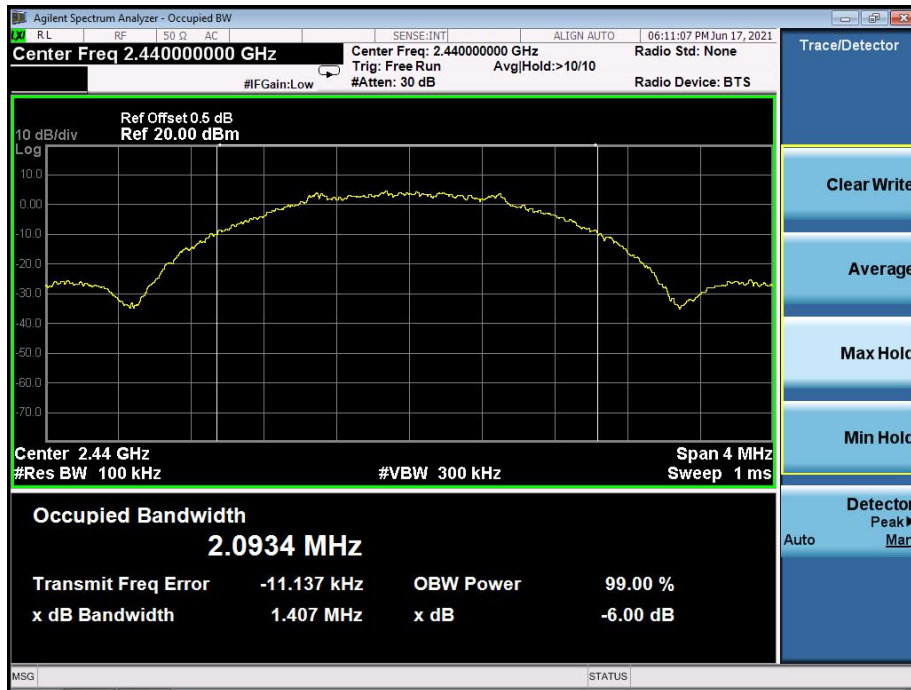 Agilent Spectrum Analyzer - Occupied BW
LXI RL RF 50 Ω AC SENSE:INT ALIGN AUTO 06:11:07 PM Jun 17, 2021
Center Freq 2.440000000 GHz
Center Freq: 2.440000000 GHz Radio Std: None
Trig: Free Run Avg|Hold:>10/10
#IFGain:Low #Atten: 30 dB Radio Device: BTS
Trace/Detector
Ref Offset 0.5 dB
10 dB/div Ref 20.00 dBm
Log
10.0
0.00
-10.0
-20.0
-30.0
-40.0
-50.0
-60.0
-70.0
Center 2.44 GHz Span 4 MHz
#Res BW 100 kHz #VBW 300 kHz Sweep 1 ms
Occupied Bandwidth
2.0934 MHz
Transmit Freq Error -11.137 kHz OBW Power 99.00 %
x dB Bandwidth 1.407 MHz x dB -6.00 dB
Clear Write
Average
Max Hold
Min Hold
Detector
Peak▶
Auto Man
MSG STATUS